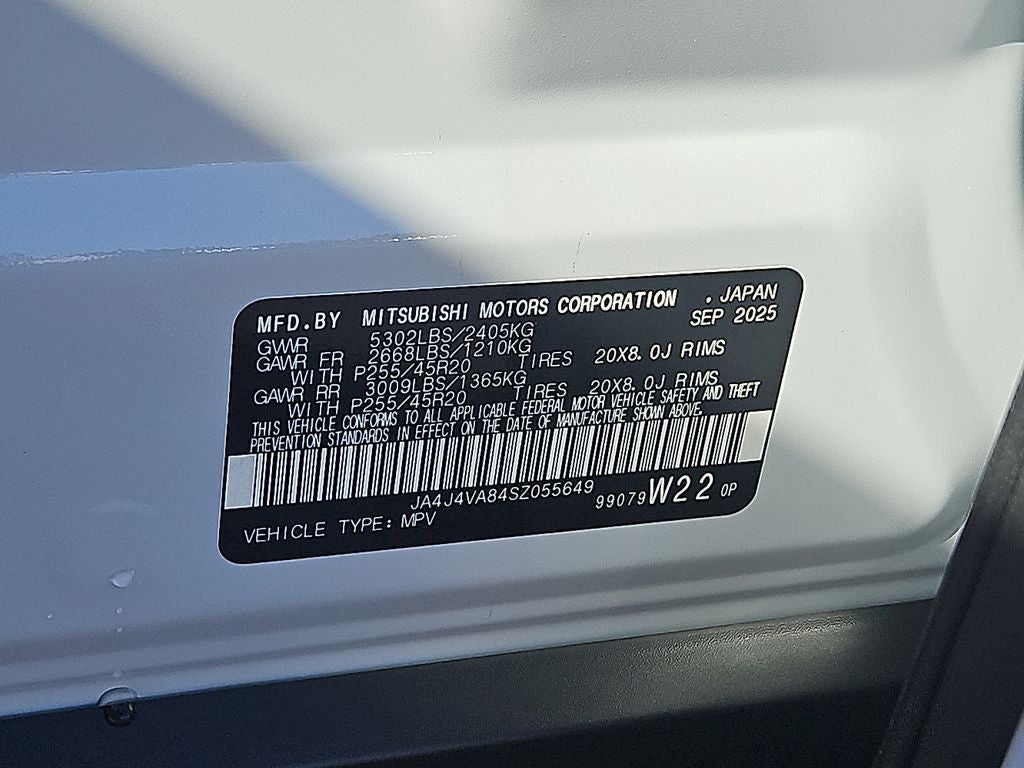 MFD.BY MITSUBISHI MOTORS CORPORATION , JAPAN
SEP 2025
GWWR 5302LBS/2405KG
GAWR FR 2668LBS/1210KG
WITH P255/45R20 TIRES 20X8.0J RIMS
GAWR RR 3009LBS/1365KG
WITH P255/45R20 TIRES 20X8.0J RIMS
THIS VEHICLE CONFORMS TO ALL APPLICABLE FEDERAL MOTOR VEHICLE SAFETY AND THEFT
PREVENTION STANDARDS IN EFFECT ON THE DATE OF MANUFACTURE SHOWN ABOVE.
JA4J4VA84SZ055649
99079 W22 0P
VEHICLE TYPE: MPV